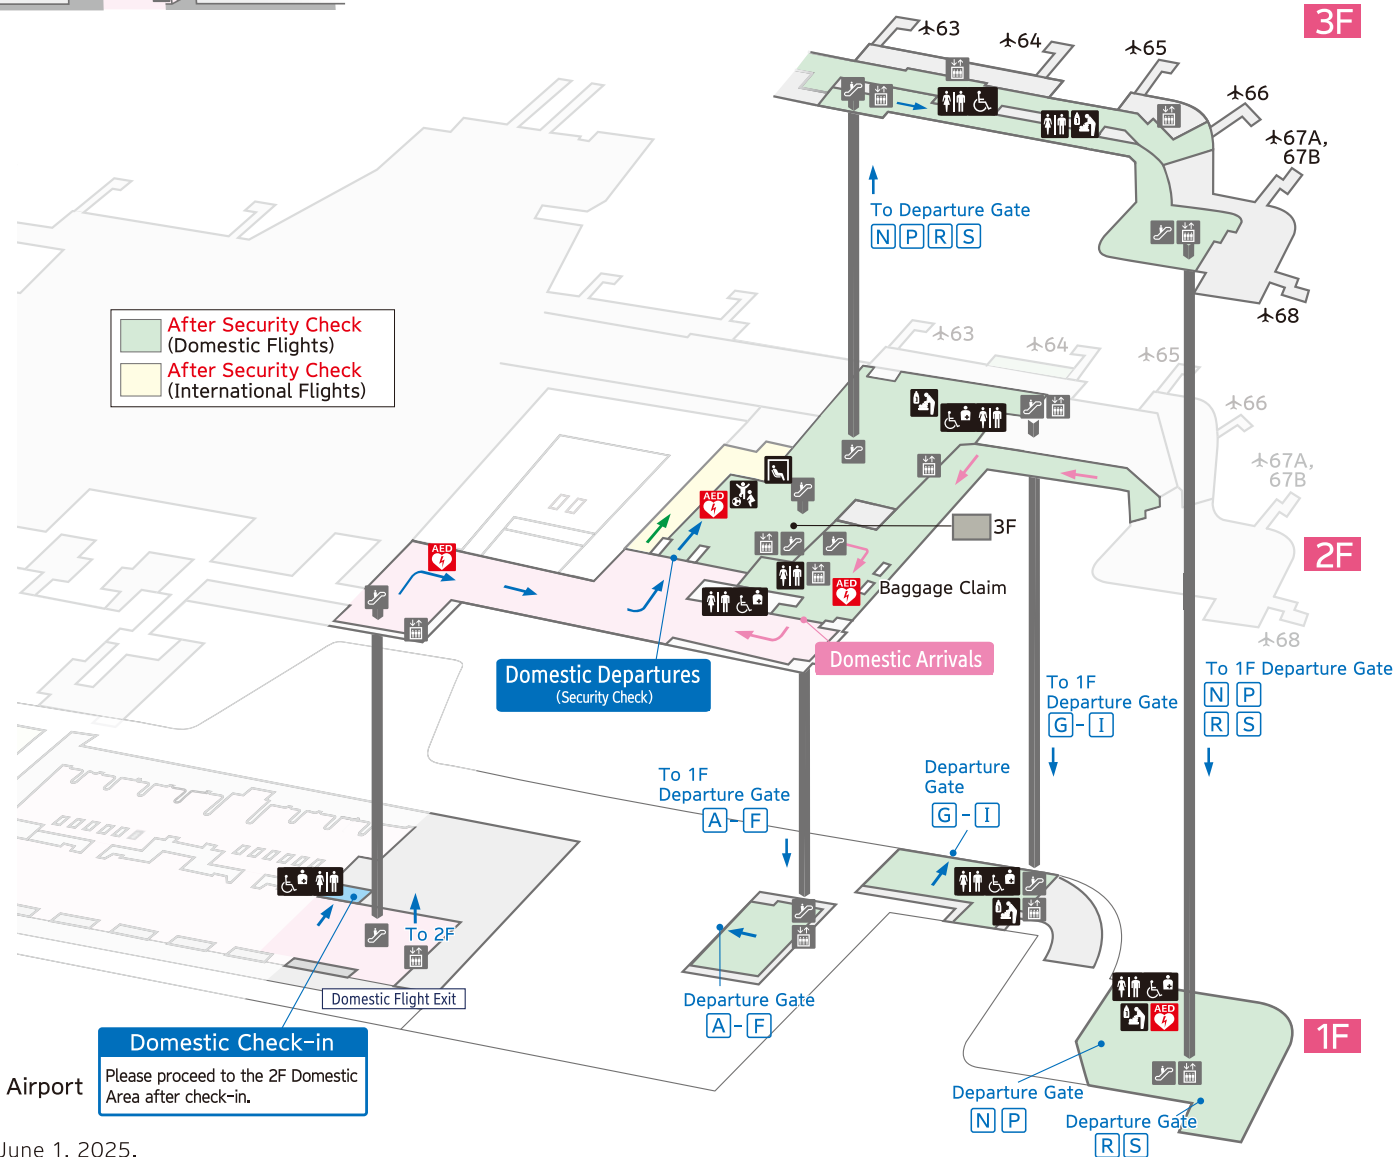 3F
63
64
65
66
67A,
67B
68
To Departure Gate
N P R S
After Security Check
(Domestic Flights)
After Security Check
(International Flights)
63
64
65
66
67A,
67B
68
2F
AED
AED
AED
3F
Baggage Claim
Domestic Arrivals
Domestic Departures
(Security Check)
To 1F
Departure Gate
G - I
To 1F Departure Gate
N P
R S
To 1F
Departure Gate
A - F
Departure
Gate
G - I
To 2F
Domestic Flight Exit
Departure Gate
A - F
AED
1F
Domestic Check-in
Please proceed to the 2F Domestic
Area after check-in.
Airport
Departure Gate
N P
Departure Gate
R S
June 1, 2025.